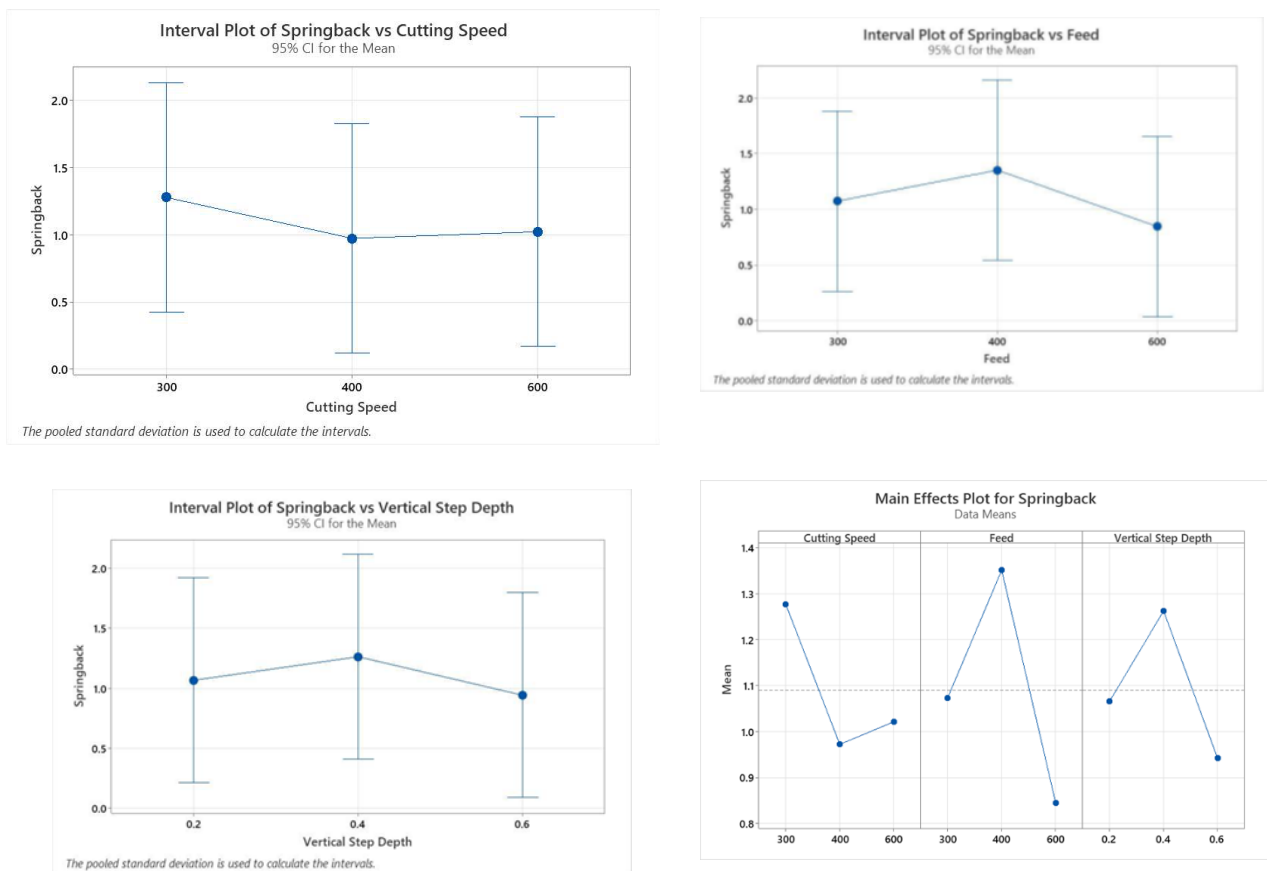 Interval Plot of Springback vs Cutting Speed
95% CI for the Mean
2.0
1.5
1.0
0.5
0.0
Springback
300 400 600
Cutting Speed
The pooled standard deviation is used to calculate the intervals.
Interval Plot of Springback vs Feed
95% CI for the Mean
2.0
1.5
1.0
0.5
0.0
Springback
300 400 600
Feed
The pooled standard deviation is used to calculate the intervals.
Interval Plot of Springback vs Vertical Step Depth
95% CI for the Mean
2.0
1.5
1.0
0.5
0.0
Springback
0.2 0.4 0.6
Vertical Step Depth
The pooled standard deviation is used to calculate the intervals.
Main Effects Plot for Springback
Data Means
Cutting Speed Feed Vertical Step Depth
1.4
1.3
1.2
1.1
1.0
0.9
0.8
Mean
300 400 600 300 400 600 0.2 0.4 0.6